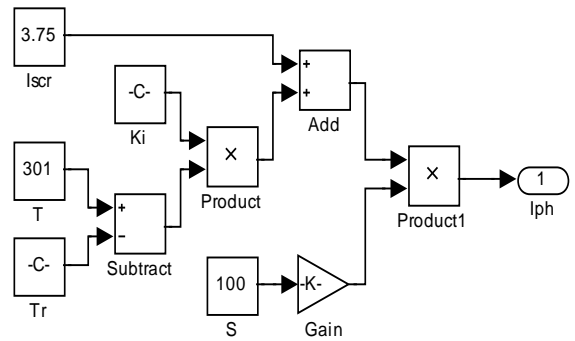 3.75
Iscr
-C-
Ki
+
+
Add
301
T
×
Product
+
−
Subtract
-C-
Tr
×
Product1
1
Iph
100
S
-K-
Gain